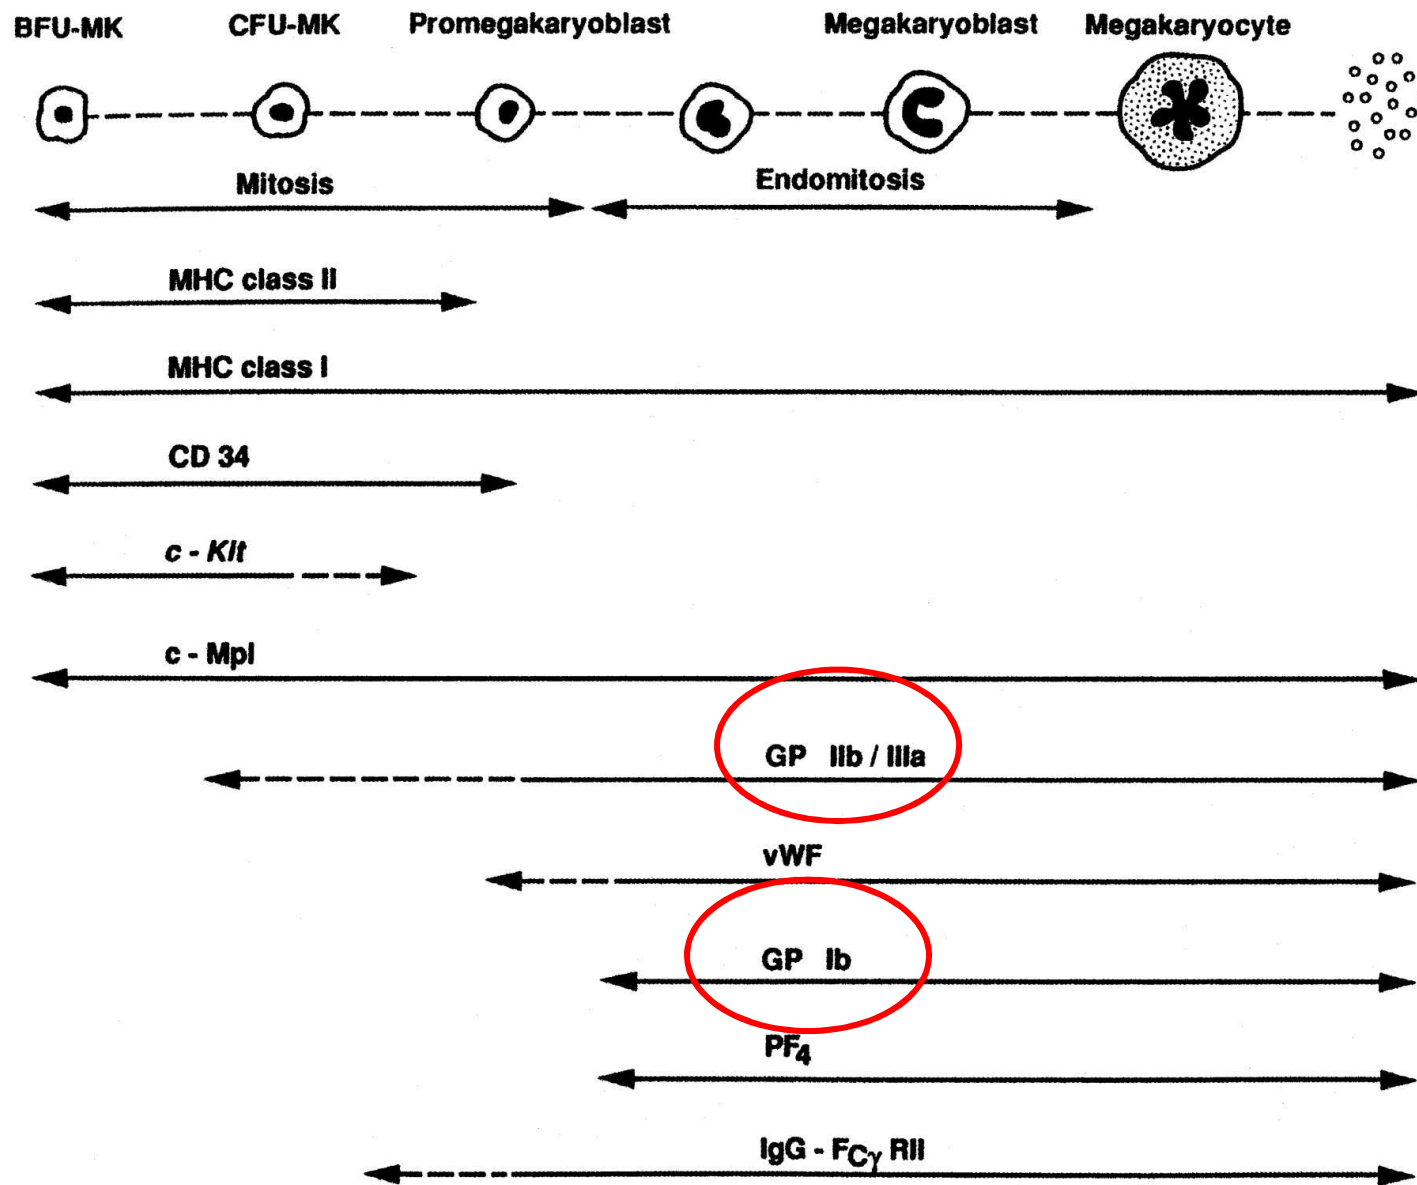 BFU-MK CFU-MK Promegakaryoblast Megakaryoblast Megakaryocyte
Mitosis Endomitosis
MHC class II
MHC class I
CD 34
c - Kit
c - Mpl
GP IIb / IIIa
vWF
GP Ib
PF4
IgG - FCγ RII